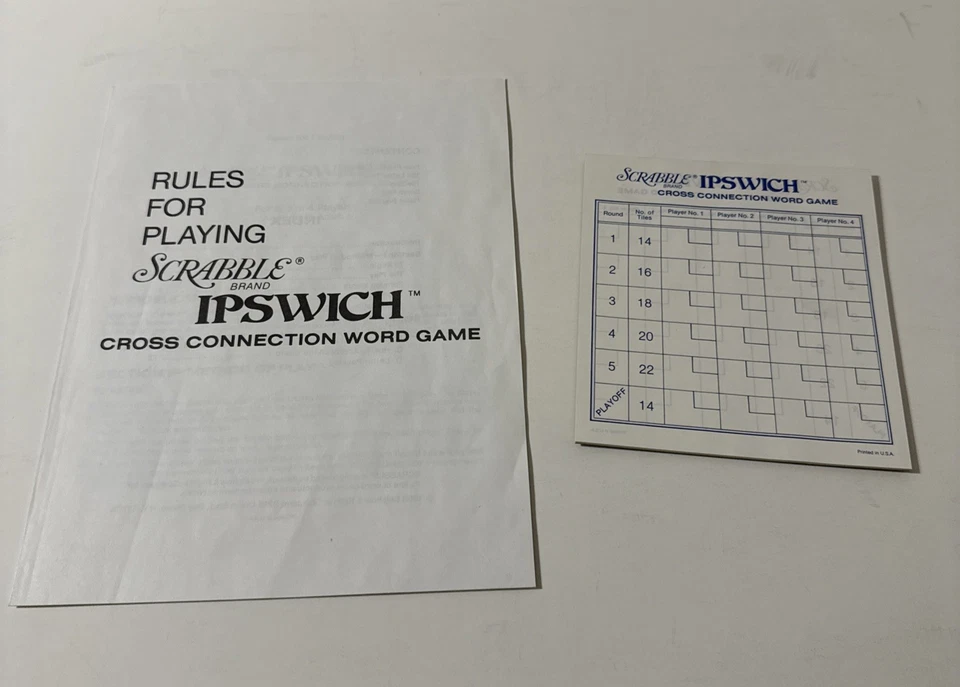 RULES
FOR
PLAYING
SCRABBLE®
BRAND
IPSWICH™
CROSS CONNECTION WORD GAME
SCRABBLE® IPSWICH™
BRAND
CROSS CONNECTION WORD GAME
Round No. of Tiles Player No. 1 Player No. 2 Player No. 3 Player No. 4
1 14
2 16
3 18
4 20
5 22
PLAYOFF 14
Printed in U.S.A.